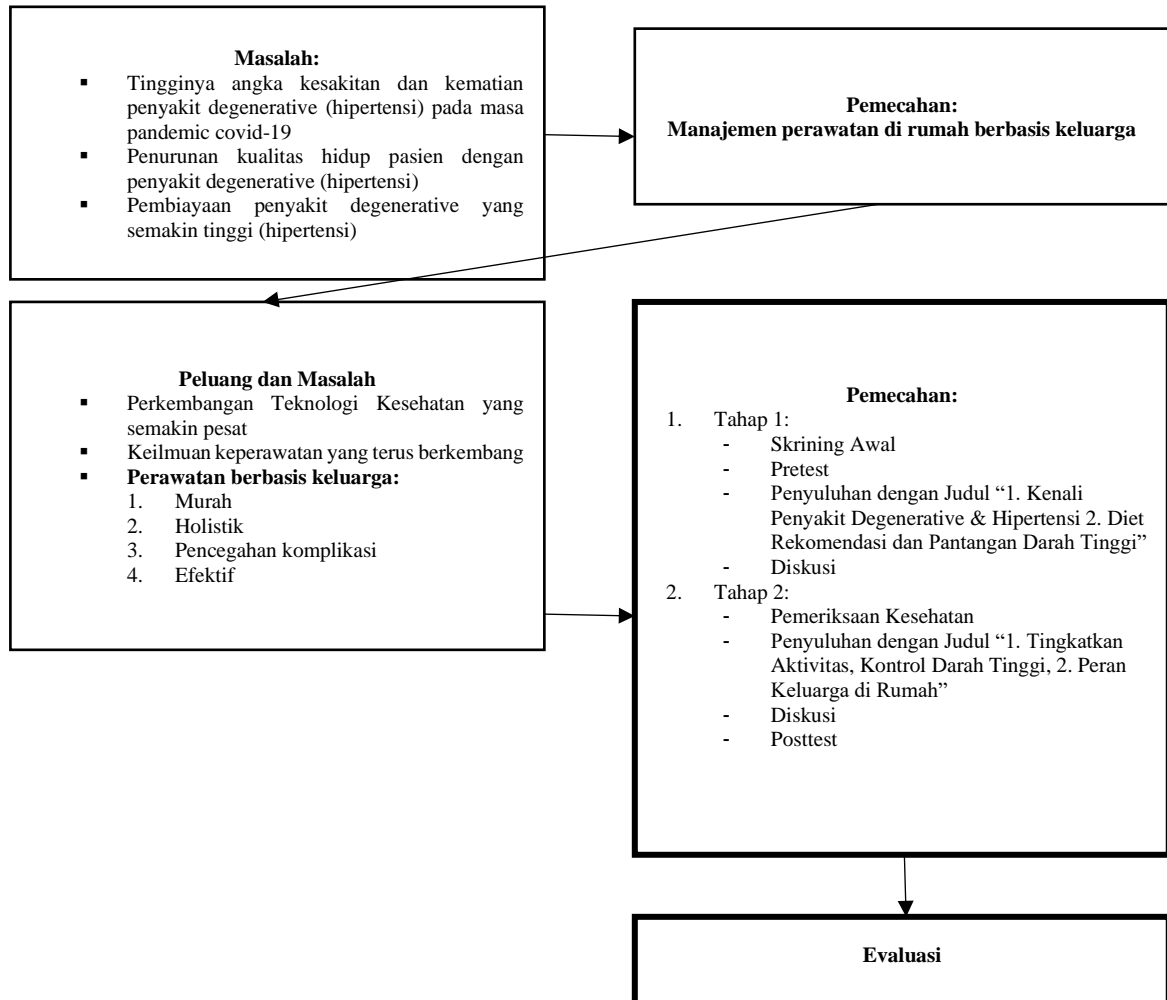 Masalah:
▪ Tingginya angka kesakitan dan kematian
penyakit degenerative (hipertensi) pada masa
pandemic covid-19
▪ Penurunan kualitas hidup pasien dengan
penyakit degenerative (hipertensi)
▪ Pembiayaan penyakit degenerative yang
semakin tinggi (hipertensi)
Pemecahan:
Manajemen perawatan di rumah berbasis keluarga
Peluang dan Masalah
▪ Perkembangan Teknologi Kesehatan yang
semakin pesat
▪ Keilmuan keperawatan yang terus berkembang
▪ Perawatan berbasis keluarga:
1. Murah
2. Holistik
3. Pencegahan komplikasi
4. Efektif
Pemecahan:
1. Tahap 1:
- Skrining Awal
- Pretest
- Penyuluhan dengan Judul “1. Kenali
Penyakit Degenerative & Hipertensi 2. Diet
Rekomendasi dan Pantangan Darah Tinggi”
- Diskusi
2. Tahap 2:
- Pemeriksaan Kesehatan
- Penyuluhan dengan Judul “1. Tingkatkan
Aktivitas, Kontrol Darah Tinggi, 2. Peran
Keluarga di Rumah”
- Diskusi
- Posttest
Evaluasi